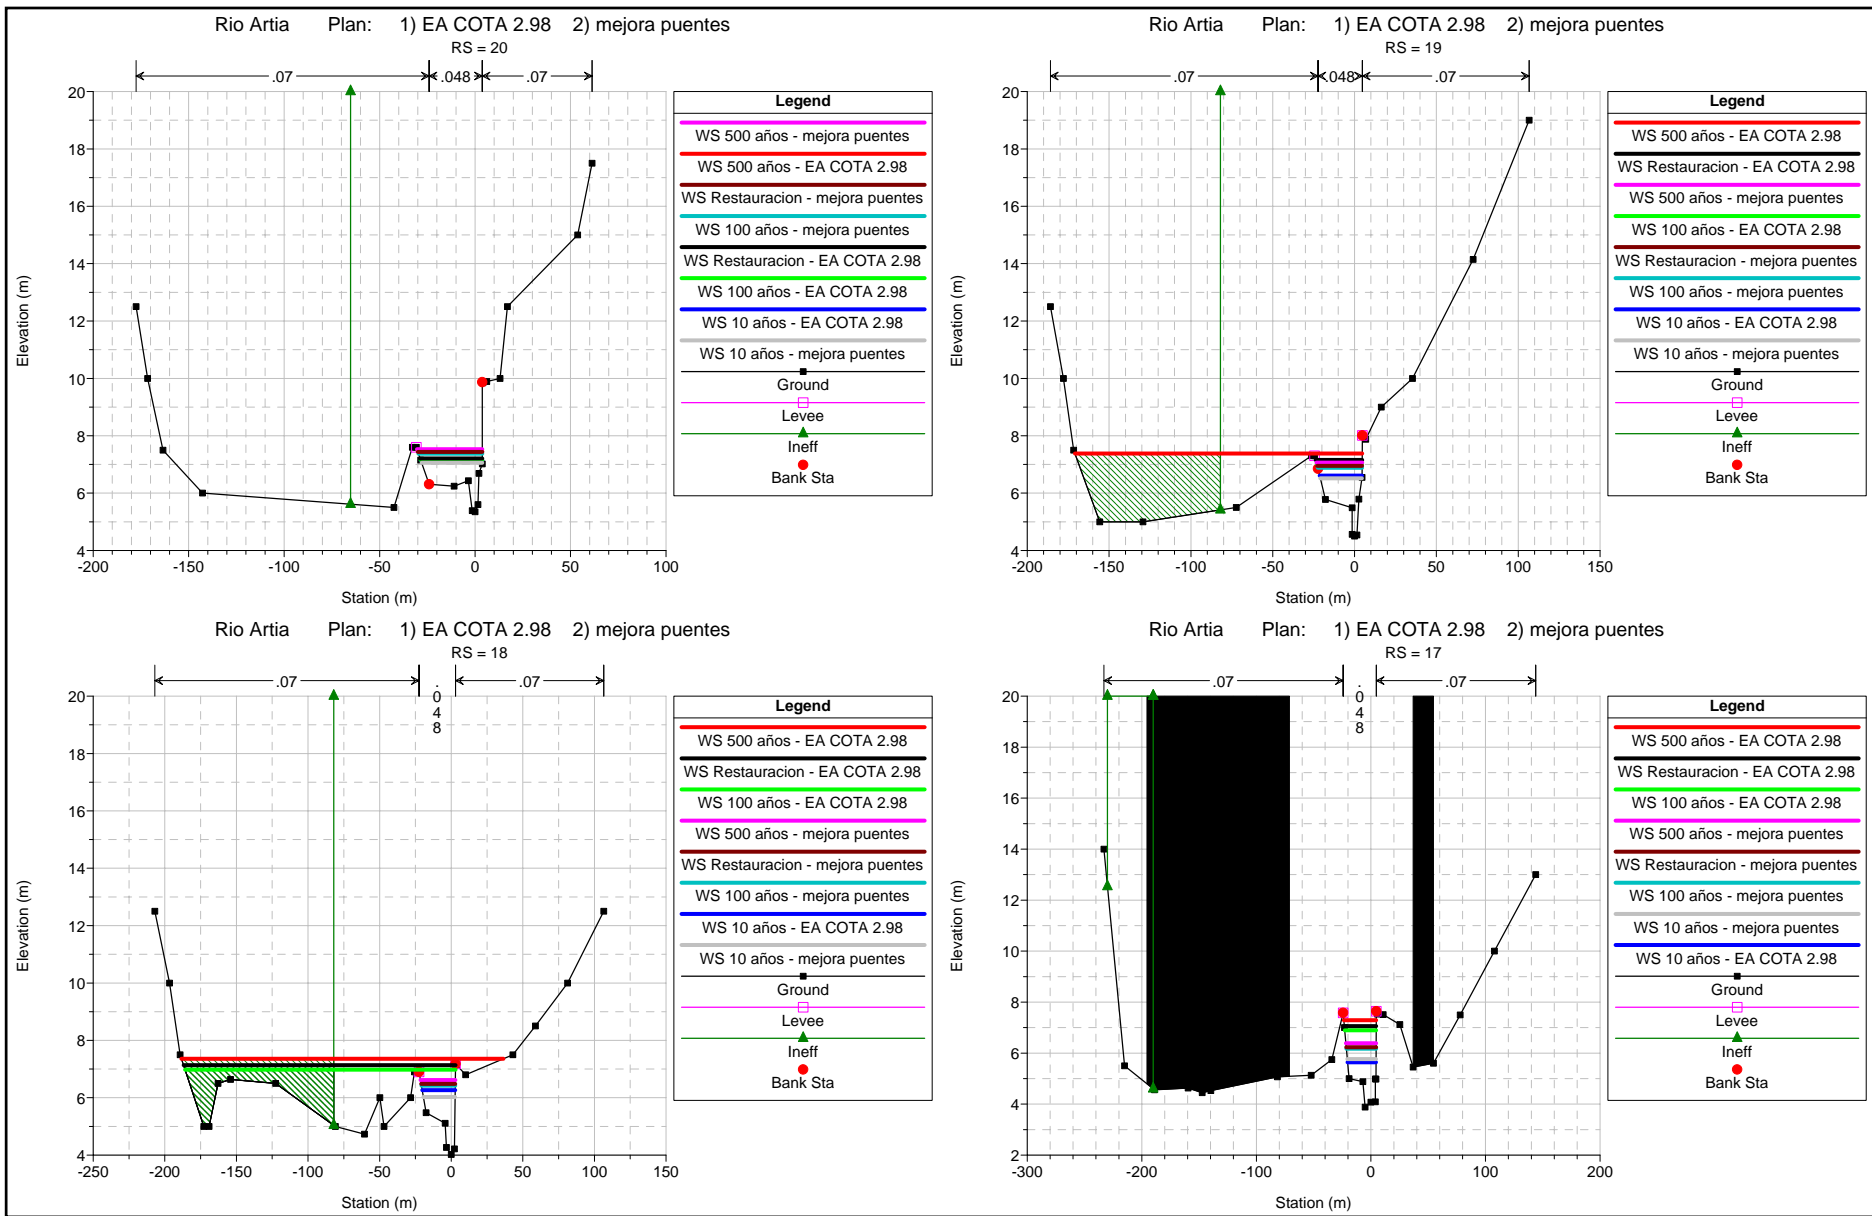 Rio Artia Plan: 1) EA COTA 2.98 2) mejora puentes
RS = 20
.07 .048 .07
20
18
16
14
12
10
8
6
4
-200 -150 -100 -50 0 50 100
Elevation (m)
Station (m)
Legend
WS 500 años - mejora puentes
WS 500 años - EA COTA 2.98
WS Restauracion - mejora puentes
WS 100 años - mejora puentes
WS Restauracion - EA COTA 2.98
WS 100 años - EA COTA 2.98
WS 10 años - EA COTA 2.98
WS 10 años - mejora puentes
Ground
Levee
Ineff
Bank Sta
Rio Artia Plan: 1) EA COTA 2.98 2) mejora puentes
RS = 19
.07 .048 .07
20
18
16
14
12
10
8
6
4
-200 -150 -100 -50 0 50 100 150
Elevation (m)
Station (m)
Legend
WS 500 años - EA COTA 2.98
WS Restauracion - EA COTA 2.98
WS 500 años - mejora puentes
WS 100 años - EA COTA 2.98
WS Restauracion - mejora puentes
WS 100 años - mejora puentes
WS 10 años - EA COTA 2.98
WS 10 años - mejora puentes
Ground
Levee
Ineff
Bank Sta
Rio Artia Plan: 1) EA COTA 2.98 2) mejora puentes
RS = 18
.07 .048 .07
20
18
16
14
12
10
8
6
4
-250 -200 -150 -100 -50 0 50 100 150
Elevation (m)
Station (m)
Legend
WS 500 años - EA COTA 2.98
WS Restauracion - EA COTA 2.98
WS 100 años - EA COTA 2.98
WS 500 años - mejora puentes
WS Restauracion - mejora puentes
WS 100 años - mejora puentes
WS 10 años - EA COTA 2.98
WS 10 años - mejora puentes
Ground
Levee
Ineff
Bank Sta
Rio Artia Plan: 1) EA COTA 2.98 2) mejora puentes
RS = 17
.07 .048 .07
20
18
16
14
12
10
8
6
4
2
-300 -200 -100 0 100 200
Elevation (m)
Station (m)
Legend
WS 500 años - EA COTA 2.98
WS Restauracion - EA COTA 2.98
WS 100 años - EA COTA 2.98
WS 500 años - mejora puentes
WS Restauracion - mejora puentes
WS 100 años - mejora puentes
WS 10 años - mejora puentes
WS 10 años - EA COTA 2.98
Ground
Levee
Ineff
Bank Sta